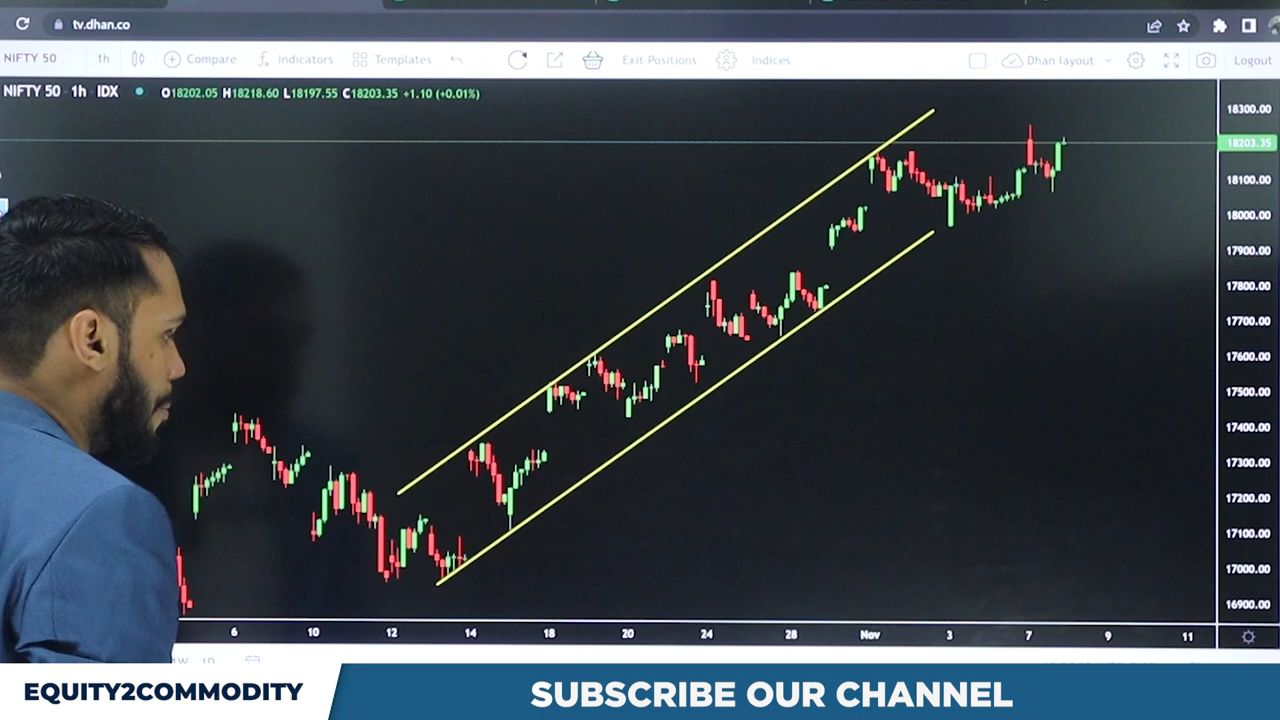 tv.dhan.co
NIFTY 50 1h Compare Indicators Templates Exit Positions Indices Dhan layout Logout
NIFTY 50 1h IDX O18202.05 H18218.60 L18197.55 C18203.35 +1.10 (+0.01%)
18300.00
18203.35
18100.00
18000.00
17900.00
17800.00
17700.00
17600.00
17500.00
17400.00
17300.00
17200.00
17100.00
17000.00
16900.00
6 10 12 14 18 20 24 28 Nov 3 7 9 11
1D
EQUITY2COMMODITY
SUBSCRIBE OUR CHANNEL